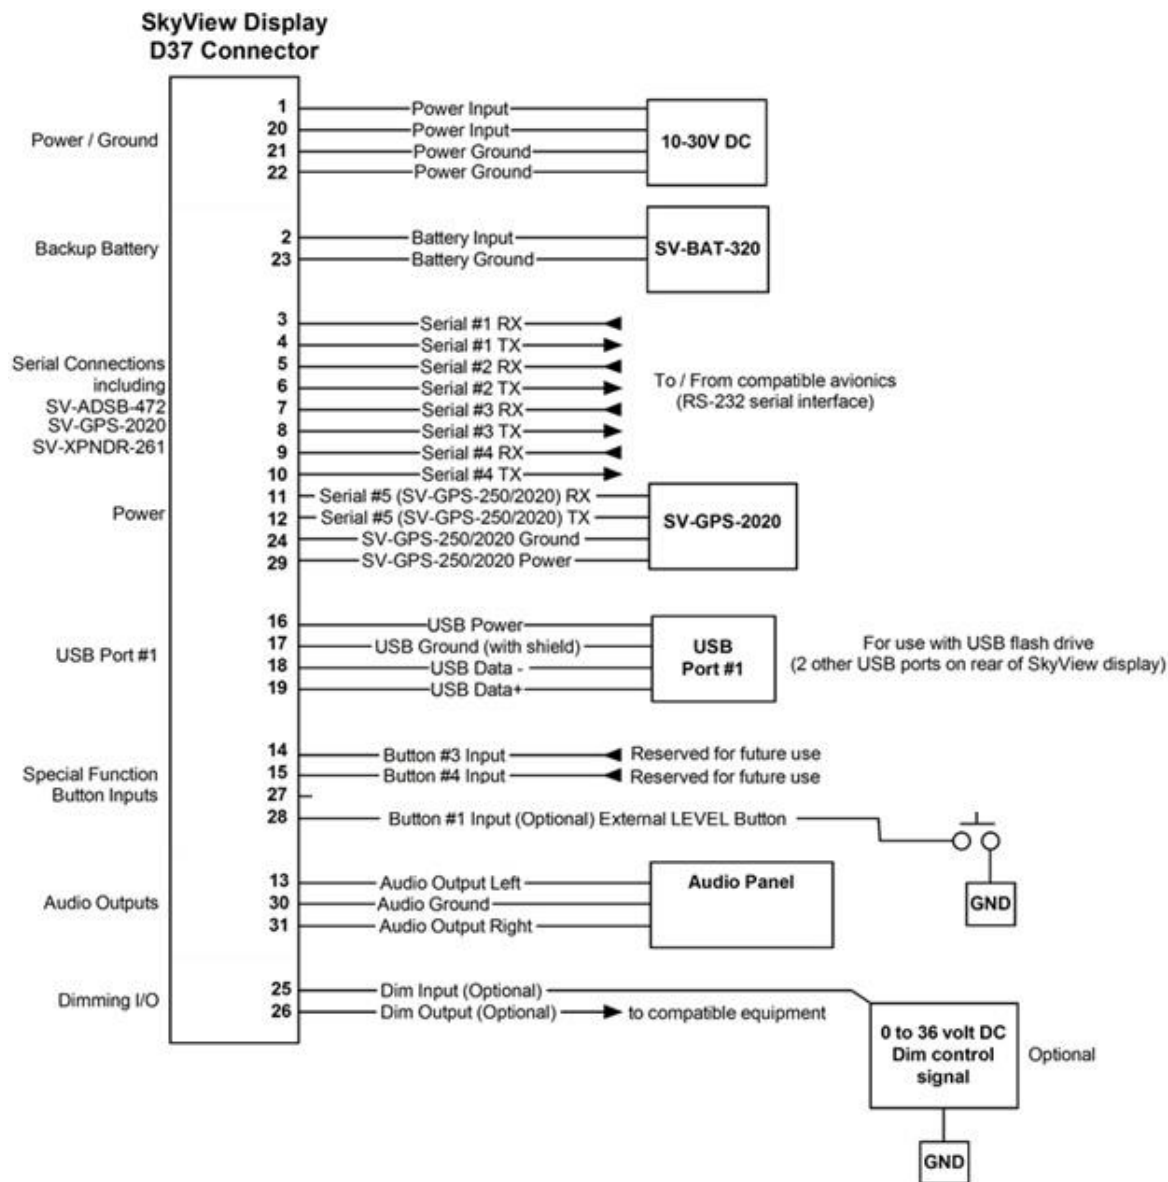 SkyView Display
D37 Connector
Power / Ground
1 Power Input
20 Power Input
21 Power Ground
22 Power Ground
10-30V DC
Backup Battery
2 Battery Input
23 Battery Ground
SV-BAT-320
Serial Connections
including
SV-ADSB-472
SV-GPS-2020
SV-XPNDR-261
3 Serial #1 RX
4 Serial #1 TX
5 Serial #2 RX
6 Serial #2 TX
7 Serial #3 RX
8 Serial #3 TX
9 Serial #4 RX
10 Serial #4 TX
To / From compatible avionics
(RS-232 serial interface)
Power
11 Serial #5 (SV-GPS-250/2020) RX
12 Serial #5 (SV-GPS-250/2020) TX
24 SV-GPS-250/2020 Ground
29 SV-GPS-250/2020 Power
SV-GPS-2020
USB Port #1
16 USB Power
17 USB Ground (with shield)
18 USB Data -
19 USB Data+
USB
Port #1
For use with USB flash drive
(2 other USB ports on rear of SkyView display)
Special Function
Button Inputs
14 Button #3 Input Reserved for future use
15 Button #4 Input Reserved for future use
27
28 Button #1 Input (Optional) External LEVEL Button
GND
Audio Outputs
13 Audio Output Left
30 Audio Ground
31 Audio Output Right
Audio Panel
Dimming I/O
25 Dim Input (Optional)
26 Dim Output (Optional) to compatible equipment
0 to 36 volt DC
Dim control
signal
Optional
GND